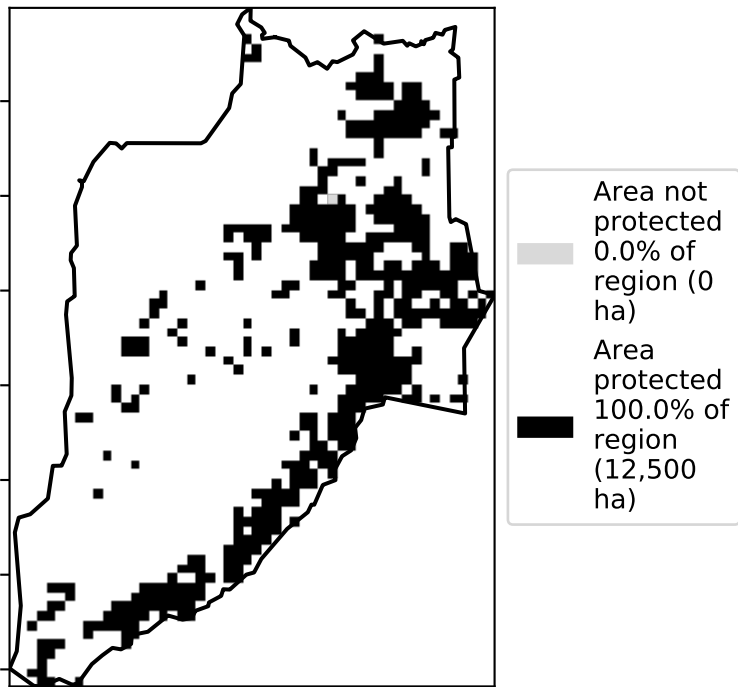 Area not
protected
0.0% of
region (0
ha)
Area
protected
100.0% of
region
(12,500
ha)